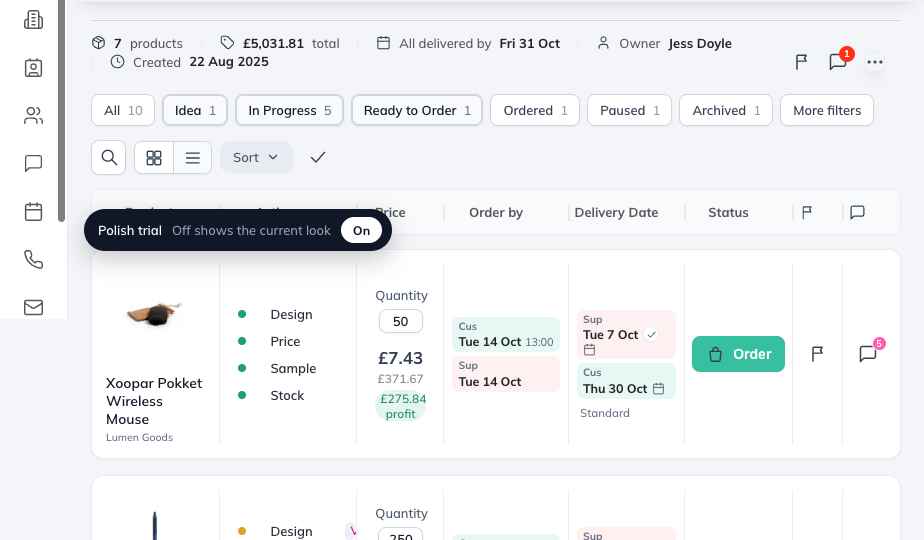 7 products £5,031.81 total All delivered by Fri 31 Oct Owner Jess Doyle
Created 22 Aug 2025
1
All 10 Idea 1 In Progress 5 Ready to Order 1 Ordered 1 Paused 1 Archived 1 More filters
Sort
Price Order by Delivery Date Status
Polish trial Off shows the current look On
Xoopar Pokket
Wireless
Mouse
Lumen Goods
Design
Price
Sample
Stock
Quantity
50
£7.43
£371.67
£275.84
profit
Cus
Tue 14 Oct 13:00
Sup
Tue 14 Oct
Sup
Tue 7 Oct
Cus
Thu 30 Oct
Standard
Order
5
Design
Quantity
250
Sup